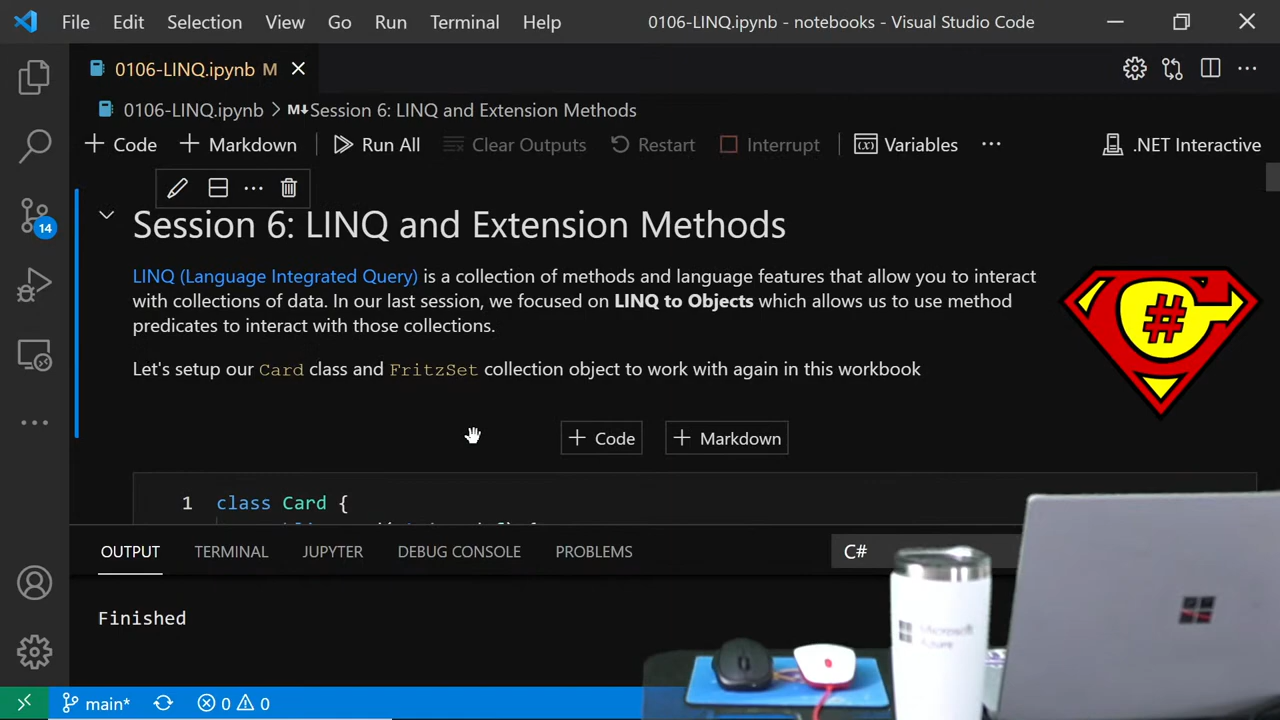 File Edit Selection View Go Run Terminal Help 0106-LINQ.ipynb - notebooks - Visual Studio Code
0106-LINQ.ipynb M
0106-LINQ.ipynb > M↓Session 6: LINQ and Extension Methods
+ Code + Markdown Run All Clear Outputs Restart Interrupt Variables ... .NET Interactive
Session 6: LINQ and Extension Methods
LINQ (Language Integrated Query) is a collection of methods and language features that allow you to interact
with collections of data. In our last session, we focused on LINQ to Objects which allows us to use method
predicates to interact with those collections.
Let's setup our Card class and FritzSet collection object to work with again in this workbook
C#
14
+ Code + Markdown
1 class Card {
OUTPUT TERMINAL JUPYTER DEBUG CONSOLE PROBLEMS C#
Finished
Microsoft
Azure
main* 0 0